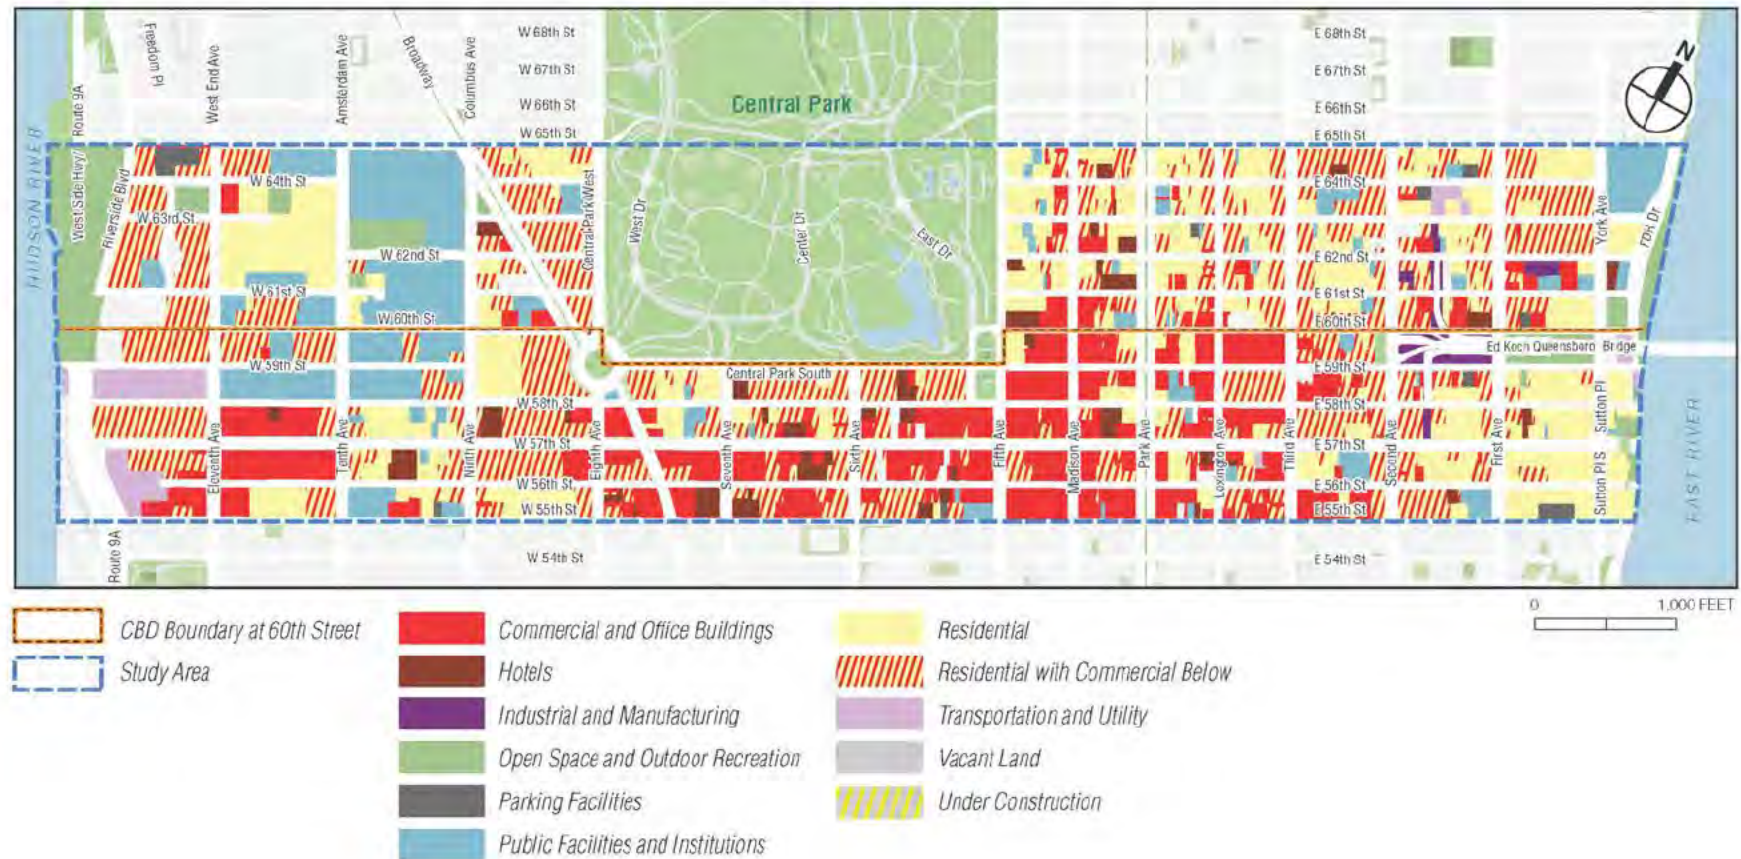 Freedom Pl
West End Ave
Amsterdam Ave
Broadway
Columbus Ave
W 68th St
W 67th St
W 66th St
W 65th St
Central Park
E 68th St
E 67th St
E 66th St
E 65th St
N
HUDSON RIVER
West Side Hwy/
Route 9A
Riverside Blvd
W 64th St
W 63rd St
W 62nd St
W 61st St
W 60th St
W 59th St
W 58th St
W 57th St
W 56th St
W 55th St
W 54th St
Central Park West
West Dr
Center Dr
East Dr
Central Park South
E 64th St
E 62nd St
E 61st St
E 60th St
E 59th St
E 58th St
E 57th St
E 56th St
E 55th St
E 54th St
York Ave
FDR Dr
Ed Koch Queensboro Bridge
Sutton Pl
Sutton Pl S
EAST RIVER
Route 9A
Eleventh Ave
Tenth Ave
Ninth Ave
Eighth Ave
Seventh Ave
Sixth Ave
Fifth Ave
Madison Ave
Park Ave
Lexington Ave
Third Ave
Second Ave
First Ave
0 1,000 FEET
CBD Boundary at 60th Street
Study Area
Commercial and Office Buildings
Hotels
Industrial and Manufacturing
Open Space and Outdoor Recreation
Parking Facilities
Public Facilities and Institutions
Residential
Residential with Commercial Below
Transportation and Utility
Vacant Land
Under Construction